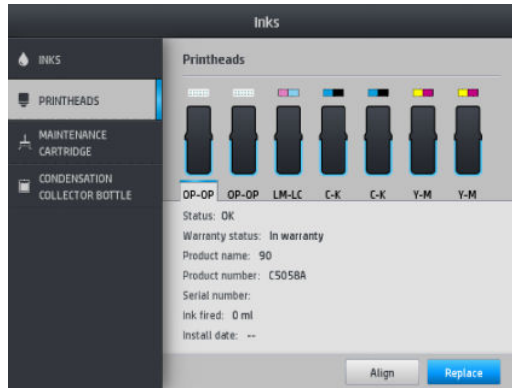 Inks
INKS
PRINTHEADS
MAINTENANCE
CARTRIDGE
CONDENSATION
COLLECTOR BOTTLE
Printheads
OP-OP OP-OP LM-LC C-K C-K Y-M Y-M
Status: OK
Warranty status: In warranty
Product name: 90
Product number: C5058A
Serial number:
Ink fired: 0 ml
Install date: --
Align Replace